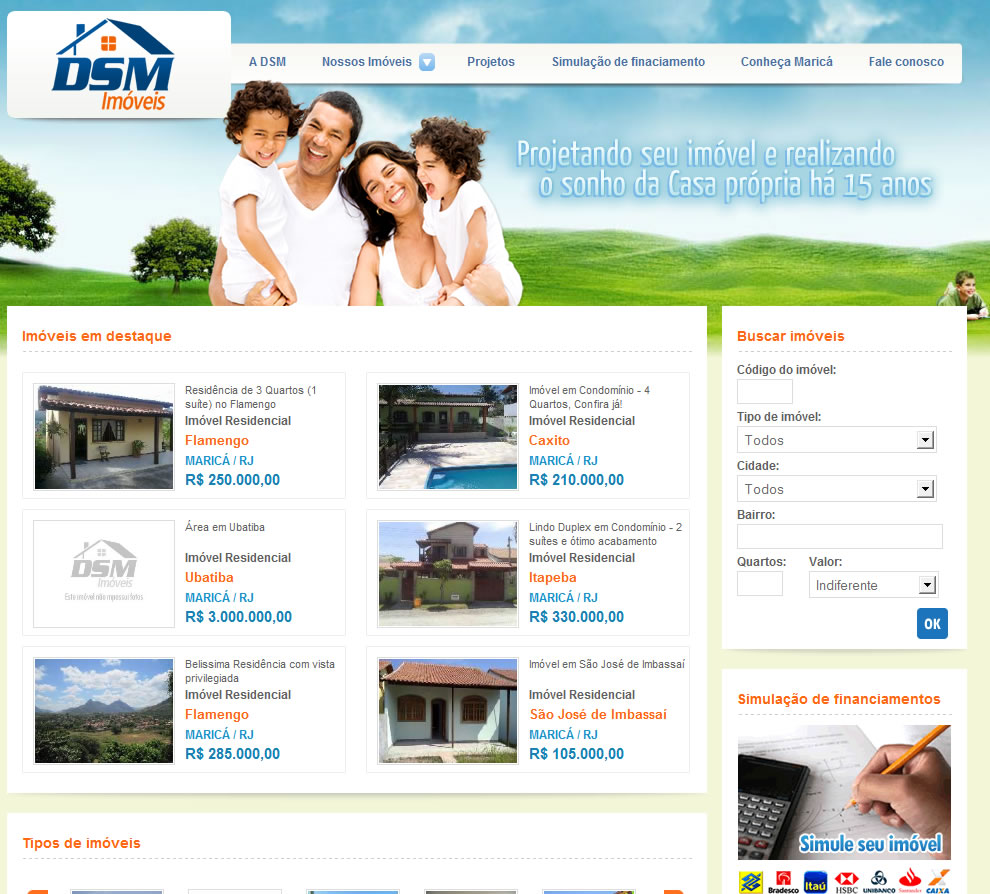 DSM
Imóveis
A DSM
Nossos Imóveis
Projetos
Simulação de finaciamento
Conheça Maricá
Fale conosco
Projetando seu imóvel e realizando
o sonho da Casa própria há 15 anos
Imóveis em destaque
Residência de 3 Quartos (1
suíte) no Flamengo
Imóvel Residencial
Flamengo
MARICÁ / RJ
R$ 250.000,00
Imóvel em Condomínio - 4
Quartos, Confira já!
Imóvel Residencial
Caxito
MARICÁ / RJ
R$ 210.000,00
DSM
Imóveis
Este imóvel não possui fotos
Área em Ubatiba
Imóvel Residencial
Ubatiba
MARICÁ / RJ
R$ 3.000.000,00
Lindo Duplex em Condomínio - 2
suítes e ótimo acabamento
Imóvel Residencial
Itapeba
MARICÁ / RJ
R$ 330.000,00
Belissima Residência com vista
privilegiada
Imóvel Residencial
Flamengo
MARICÁ / RJ
R$ 285.000,00
Imóvel em São José de Imbassaí
Imóvel Residencial
São José de Imbassaí
MARICÁ / RJ
R$ 105.000,00
Tipos de imóveis
Buscar imóveis
Código do imóvel:
Tipo de imóvel:
Todos
Cidade:
Todos
Bairro:
Quartos:
Valor:
Indiferente
OK
Simulação de financiamentos
Simule seu imóvel
Bradesco
Itaú
HSBC
UNIBANCO
Santander
CAIXA